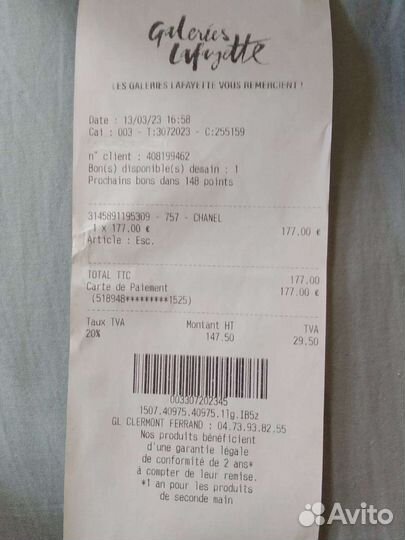 Galeries
Lafayette
LES GALERIES LAFAYETTE VOUS REMERCIENT !
Date : 13/03/23 16:58
Cai : 003 - T:3072023 - C:255159
n° client : 408199462
Bon(s) disponible(s) demain : 1
Prochains bons dans 148 points
3145891195309 - 757 - CHANEL
1 x 177.00 € 177.00 €
Article : Esc.
TOTAL TTC 177.00
Carte de Paiement 177.00 €
(518948*********1525)
Taux TVA Montant HT TVA
20% 147.50 29.50
003307202345
1507.40975.40975.11g.IB5z
GL CLERMONT FERRAND : 04.73.93.82.55
Nos produits bénéficient
d'une garantie légale
de conformité de 2 ans*
à compter de leur remise.
*1 an pour les produits
de seconde main
Avito